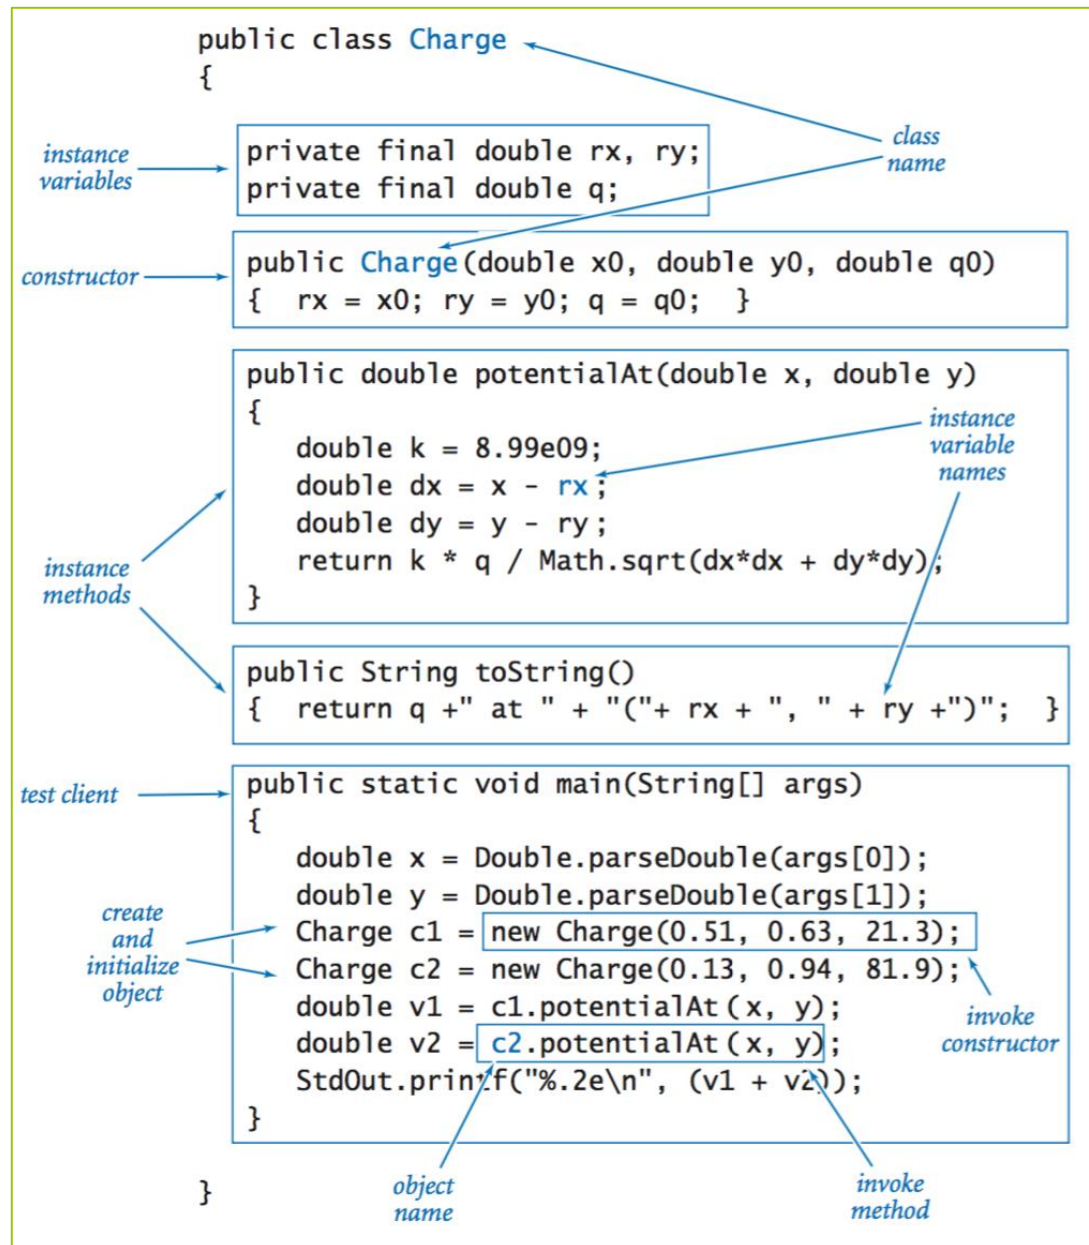 public class Charge
{
instance
variables
private final double rx, ry;
private final double q;
class
name
constructor
public Charge(double x0, double y0, double q0)
{  rx = x0; ry = y0; q = q0;  }
instance
methods
public double potentialAt(double x, double y)
{
double k = 8.99e09;
double dx = x - rx;
double dy = y - ry;
return k * q / Math.sqrt(dx*dx + dy*dy);
}
instance
variable
names
public String toString()
{  return q +" at " + "("+ rx + ", " + ry +")";  }
test client
public static void main(String[] args)
{
double x = Double.parseDouble(args[0]);
double y = Double.parseDouble(args[1]);
create
and
initialize
object
Charge c1 = new Charge(0.51, 0.63, 21.3);
Charge c2 = new Charge(0.13, 0.94, 81.9);
double v1 = c1.potentialAt(x, y);
double v2 = c2.potentialAt(x, y);
StdOut.printf("%.2e\n", (v1 + v2));
}
invoke
constructor
}
object
name
invoke
method